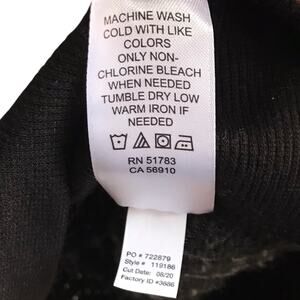 MACHINE WASH
COLD WITH LIKE
COLORS
ONLY NON-
CHLORINE BLEACH
WHEN NEEDED
TUMBLE DRY LOW
WARM IRON IF
NEEDED
RN 51783
CA 56910
PO # 722879
Style # 119186
Cut Date: 08/20
Factory ID #3686